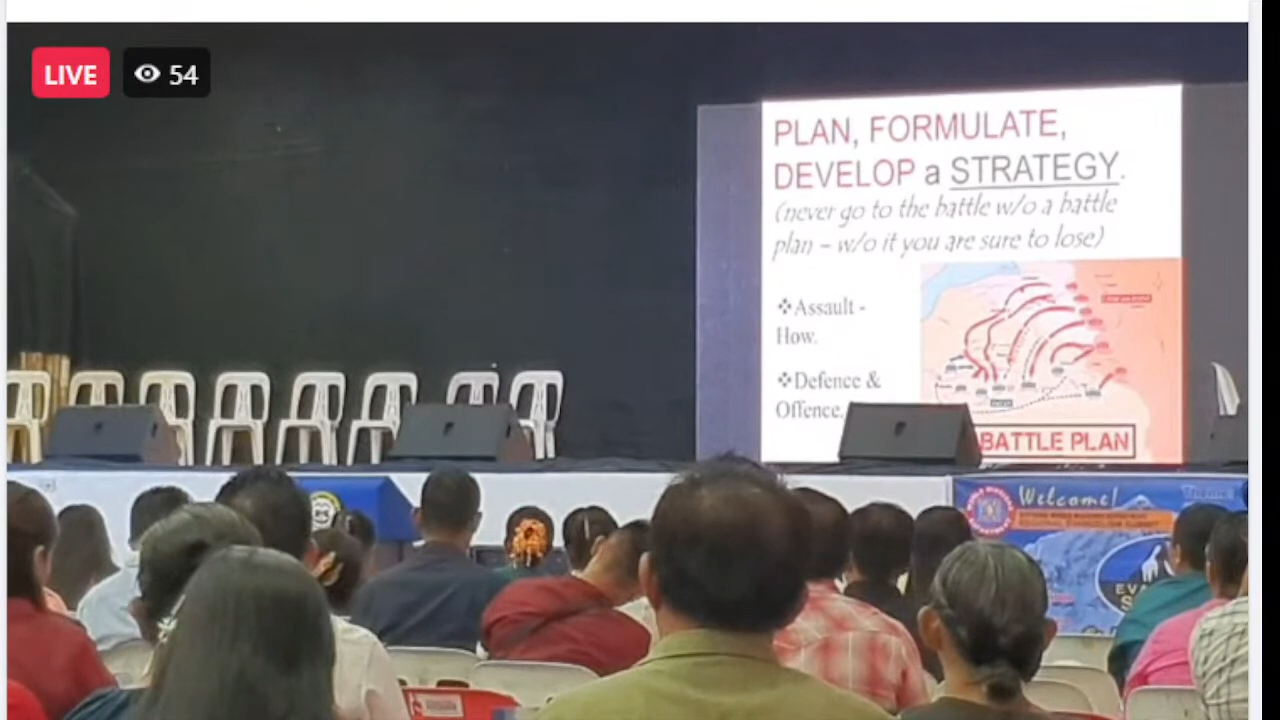 LIVE
54
PLAN, FORMULATE,
DEVELOP a STRATEGY.
(never go to the battle w/o a battle
plan – w/o it you are sure to lose)
❖Assault -
How.
❖Defence &
Offence.
BATTLE PLAN
Welcome!
Theme: